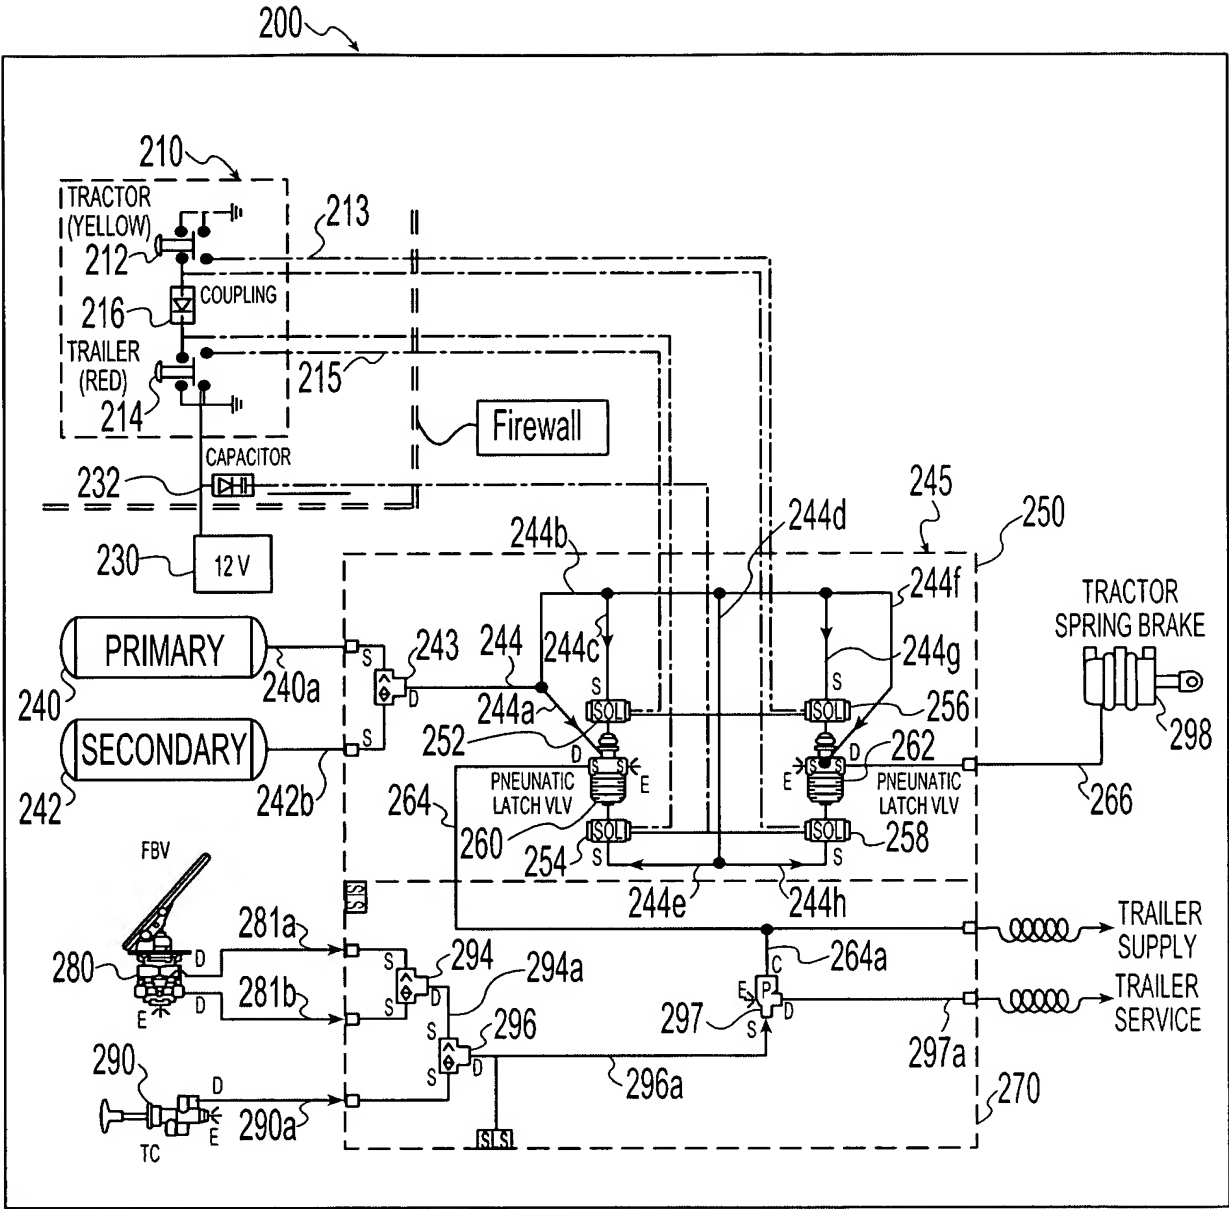 200
210
TRACTOR
(YELLOW)
212
213
COUPLING
216
TRAILER
(RED)
214
215
Firewall
CAPACITOR
232
230
12 V
245
250
244b
244d
244f
TRACTOR
SPRING BRAKE
PRIMARY
240
240a
S
243
244
D
244a
244c
S
244g
S
SOL
SOL
252
256
298
SECONDARY
242
242b
S
D
S S
E
D
262
S S
E
PNEUNATIC
LATCH VLV
PNEUNATIC
LATCH VLV
264
260
266
SOL
SOL
254
258
S
S
244e
244h
FBV
SIS
280
D
D
E
281a
281b
S
S
294
D
294a
S
S
296
D
296a
264a
C
E
P
D
S
297
297a
TRAILER
SUPPLY
TRAILER
SERVICE
290
D
E
TC
290a
SLS
270